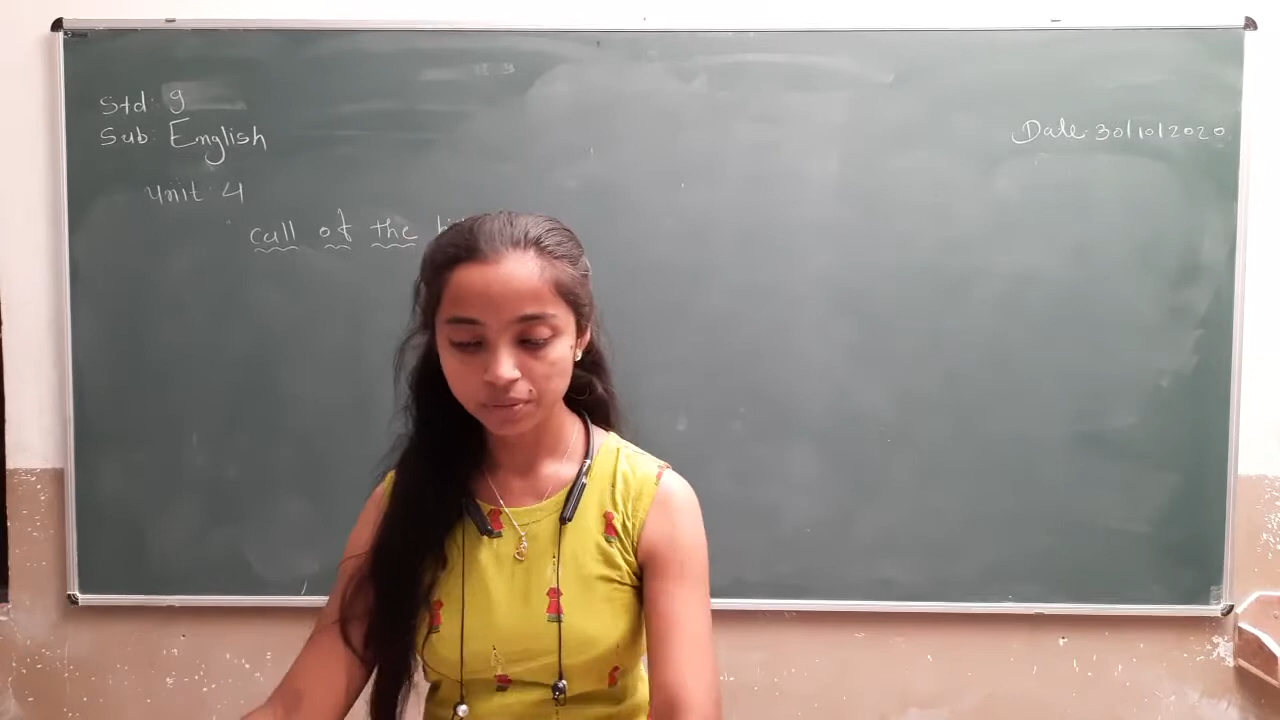 Std: 9
Sub: English
Date: 30/10/2020
Unit: 4
call of the